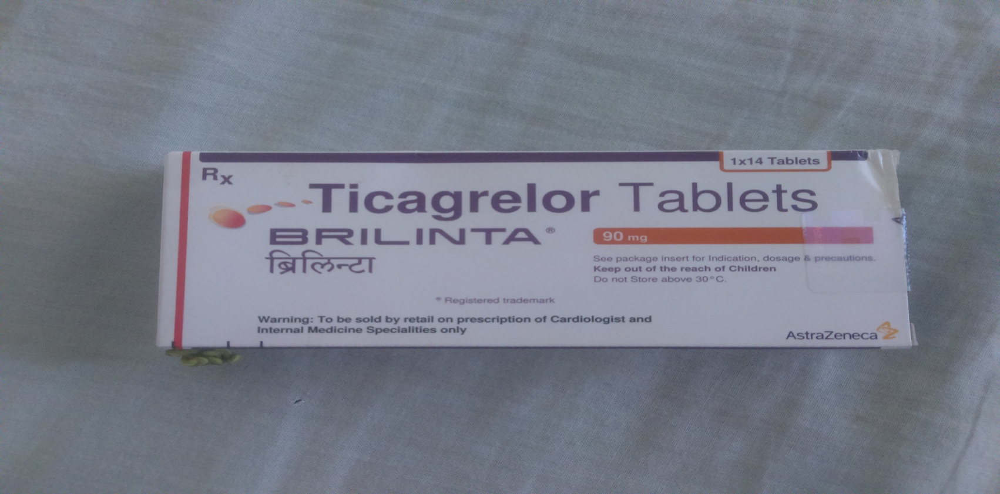 1x14 Tablets
Rx
Ticagrelor Tablets
BRILINTA®
90 mg
ब्रिलिन्टा
See package insert for Indication, dosage & precautions.
Keep out of the reach of Children
Do not Store above 30°C.
® Registered trademark
Warning: To be sold by retail on prescription of Cardiologist and
Internal Medicine Specialities only
AstraZeneca